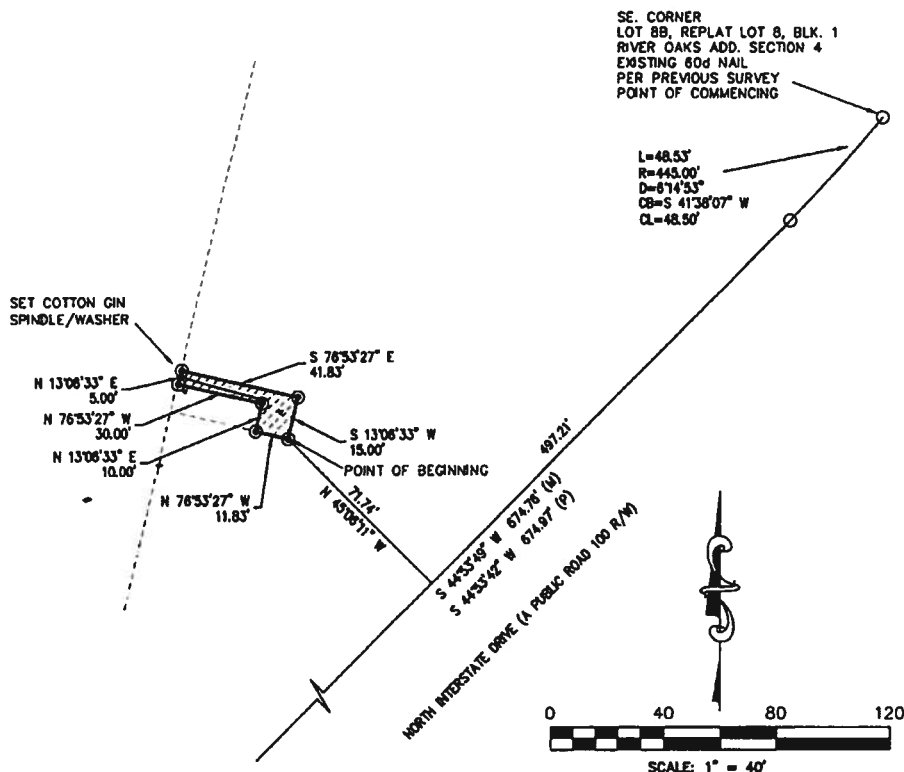 SE. CORNER
LOT 8B, REPLAT LOT 8, BLK. 1
RIVER OAKS ADD. SECTION 4
EXISTING 60d NAIL
PER PREVIOUS SURVEY
POINT OF COMMENCING
L=48.53'
R=445.00'
D=6°14'53"
CB=S 41°38'07" W
CL=48.50'
SET COTTON GIN
SPINDLE/WASHER
S 76°53'27" E
41.83'
N 13°06'33" E
5.00'
N 76°53'27" W
30.00'
N 13°06'33" E
10.00'
S 13°06'33" W
15.00'
POINT OF BEGINNING
N 76°53'27" W
11.83'
71.74'
N 45°06'11" W
497.21'
S 44°53'49" W 674.76' (M)
S 44°53'42" W 674.97' (P)
NORTH INTERSTATE DRIVE (A PUBLIC ROAD 100 R/W)
0 40 80 120
SCALE: 1" = 40'